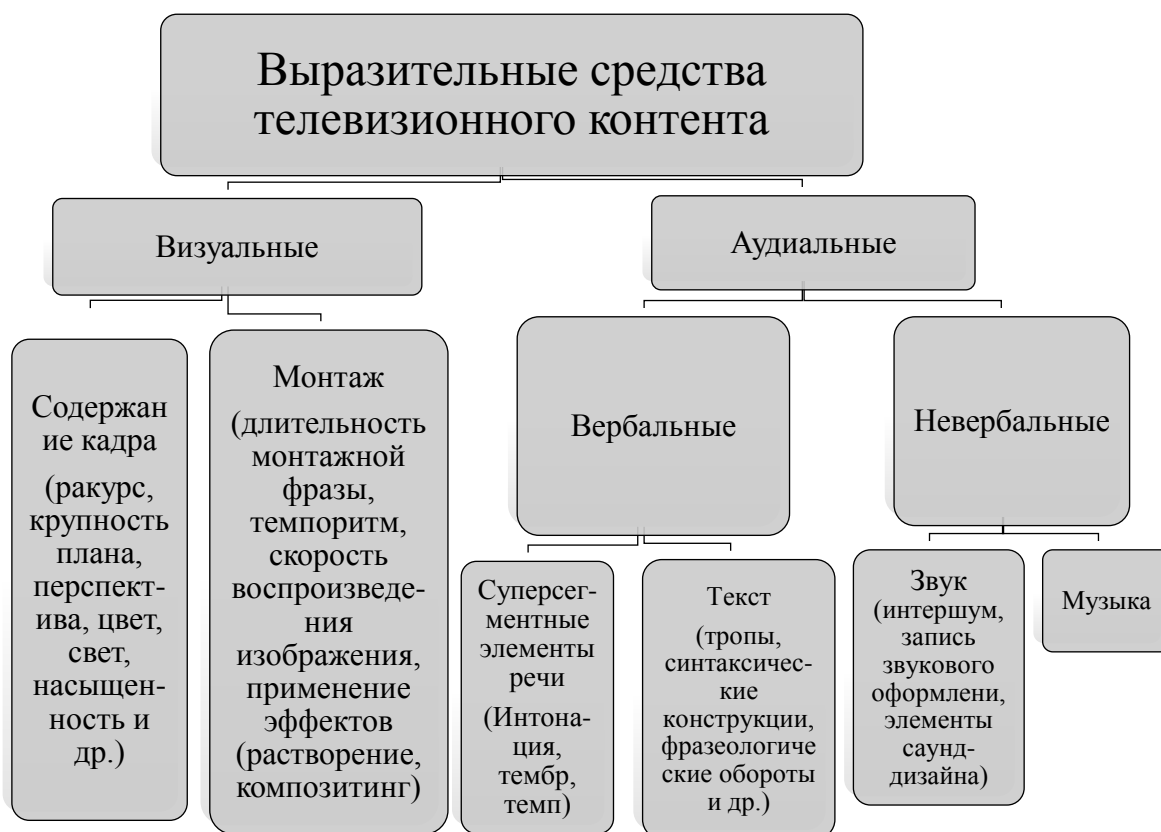 Выразительные средства
телевизионного контента
Визуальные
Аудиальные
Содержан
ие кадра
(ракурс,
крупность
плана,
перспект-
ива, цвет,
свет,
насыщен-
ность и
др.)
Монтаж
(длительность
монтажной
фразы,
темпоритм,
скорость
воспроизведе-
ния
изображения,
применение
эффектов
(растворение,
композитинг)
Вербальные
Невербальные
Суперсег-
ментные
элементы
речи
(Интона-
ция,
тембр,
темп)
Текст
(тропы,
синтаксичес-
кие
конструкции,
фразеологиче
ские обороты
и др.)
Звук
(интершум,
запись
звукового
оформлени,
элементы
саунд-
дизайна)
Музыка